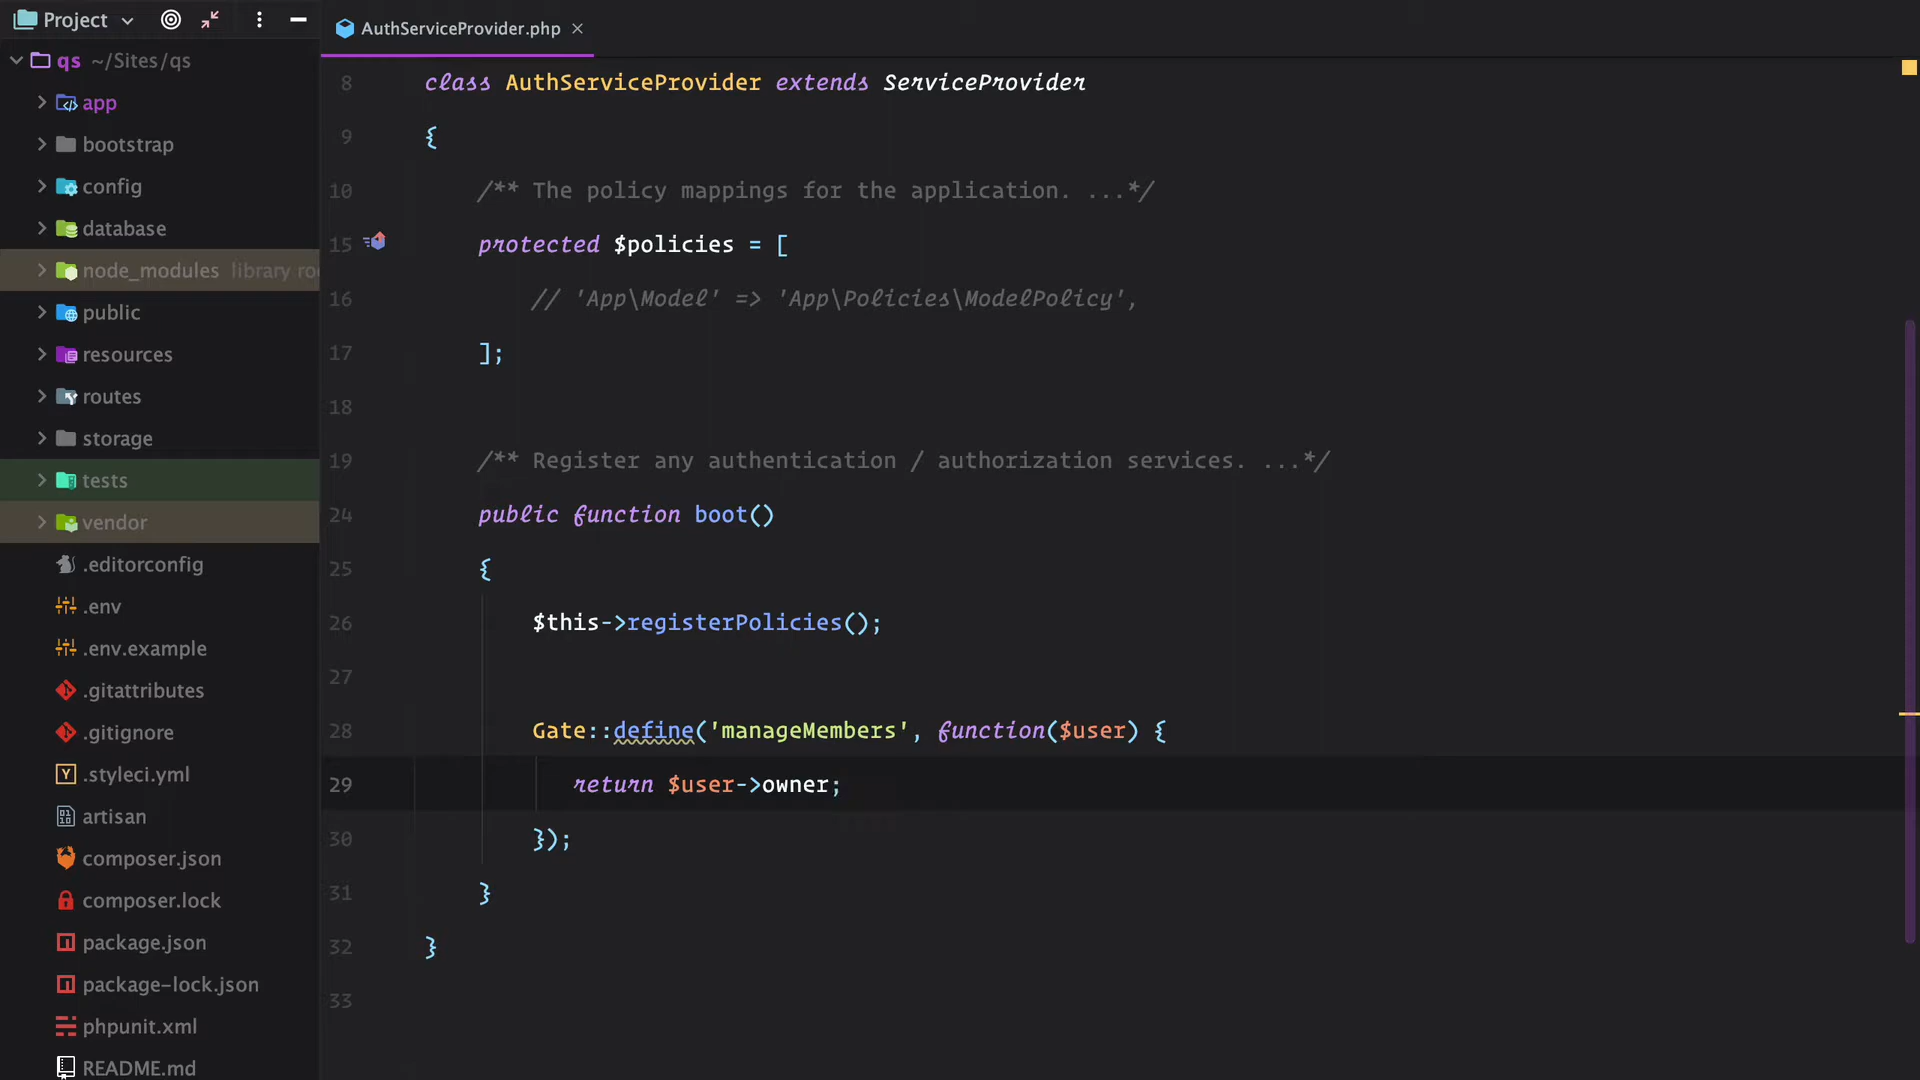 Project
qs ~/Sites/qs
app
bootstrap
config
database
node_modules library ro
public
resources
routes
storage
tests
vendor
.editorconfig
.env
.env.example
.gitattributes
.gitignore
.styleci.yml
artisan
composer.json
composer.lock
package.json
package-lock.json
phpunit.xml
README.md
AuthServiceProvider.php
8 class AuthServiceProvider extends ServiceProvider
9 {
10 /** The policy mappings for the application. ...*/
15 protected $policies = [
16 // 'App\Model' => 'App\Policies\ModelPolicy',
17 ];
18
19 /** Register any authentication / authorization services. ...*/
24 public function boot()
25 {
26 $this->registerPolicies();
27
28 Gate::define('manageMembers', function($user) {
29 return $user->owner;
30 });
31 }
32 }
33